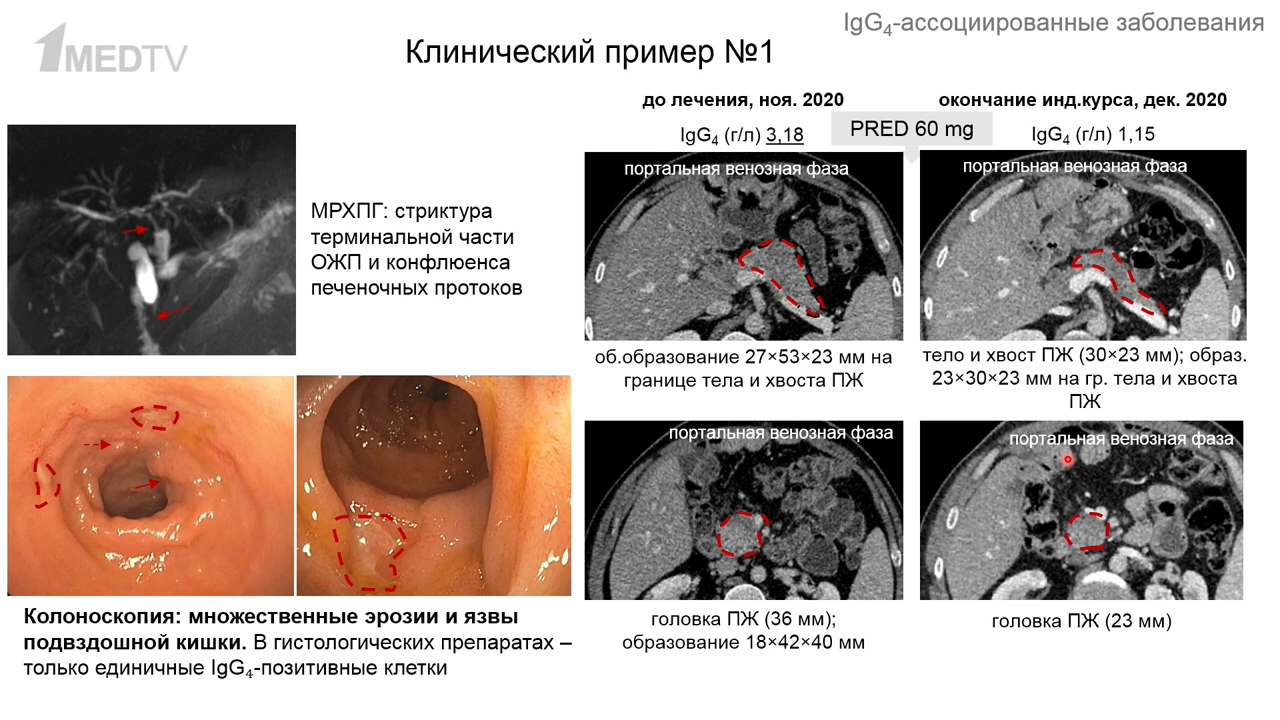 1MEDTV
IgG₄-ассоциированные заболевания
Клинический пример №1
до лечения, ноя. 2020
окончание инд.курса, дек. 2020
IgG₄ (г/л) 3,18
PRED 60 mg
IgG₄ (г/л) 1,15
портальная венозная фаза
портальная венозная фаза
МРХПГ: стриктура
терминальной части
ОЖП и конфлюенса
печеночных протоков
об.образование 27×53×23 мм на
границе тела и хвоста ПЖ
тело и хвост ПЖ (30×23 мм); образ.
23×30×23 мм на гр. тела и хвоста
ПЖ
портальная венозная фаза
портальная венозная фаза
головка ПЖ (36 мм);
образование 18×42×40 мм
головка ПЖ (23 мм)
Колоноскопия: множественные эрозии и язвы
подвздошной кишки. В гистологических препаратах –
только единичные IgG₄-позитивные клетки